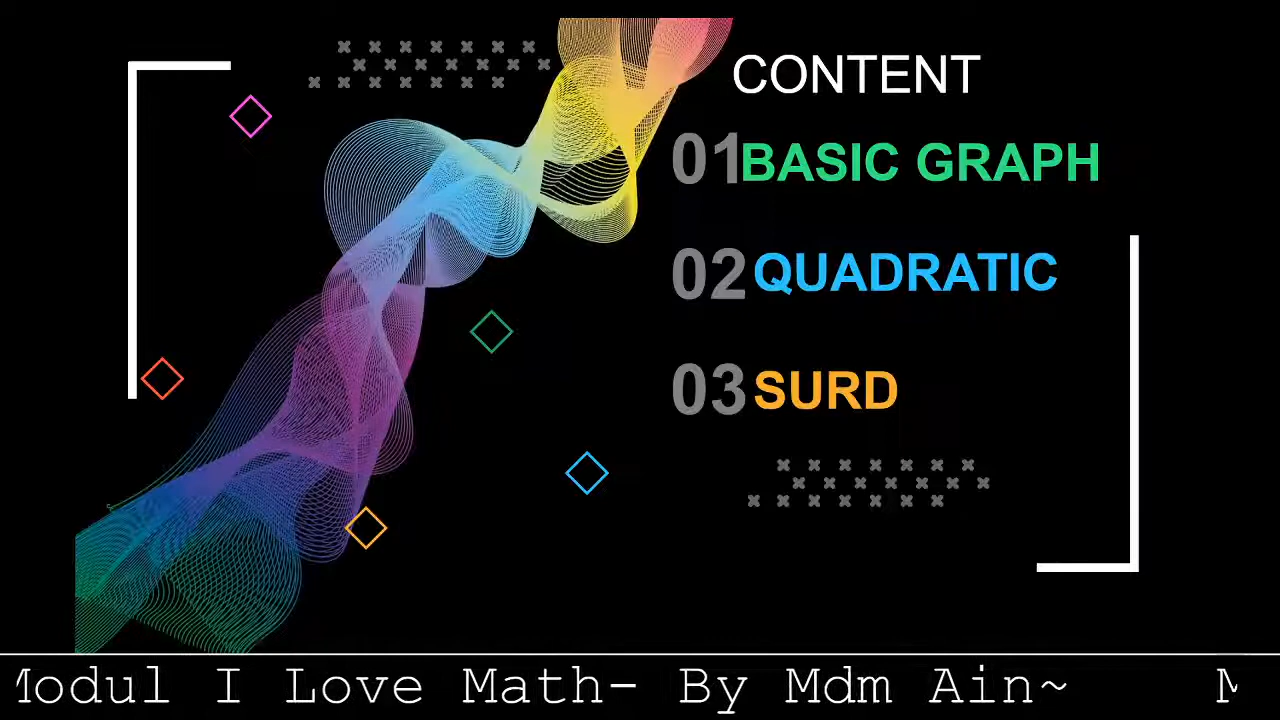 CONTENT
01 BASIC GRAPH
02 QUADRATIC
03 SURD
Modul I Love Math- By Mdm Ain~